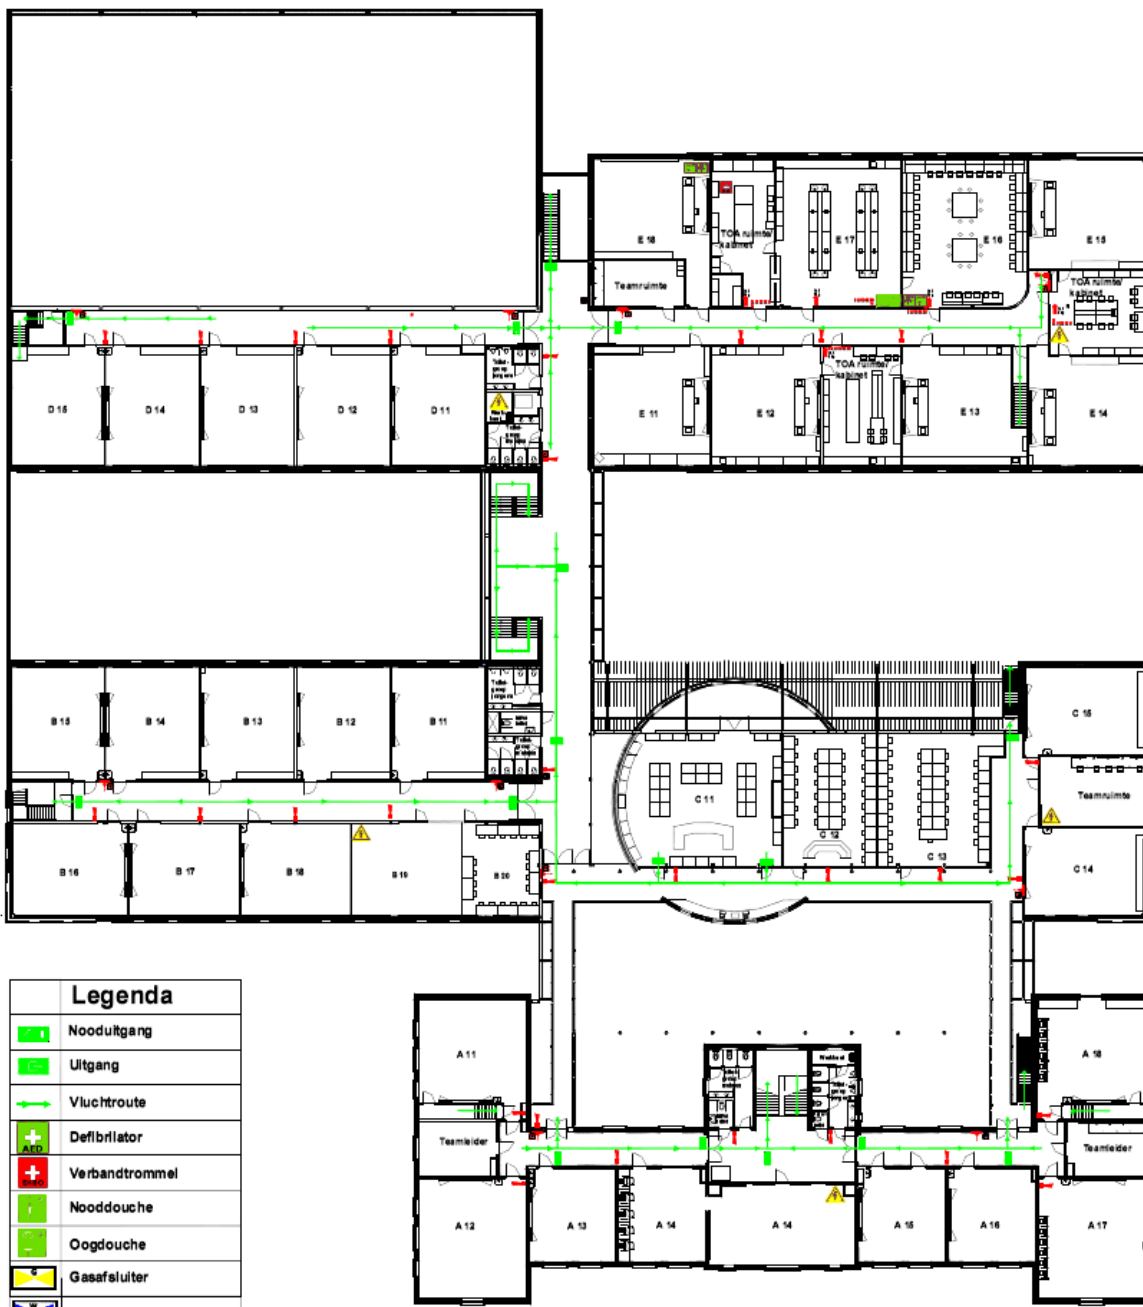 E 18
TOA ruimte/
kabinet
E 17
E 16
E 15
Teamruimte
TOA ruimte/
kabinet
D 15
D 14
D 13
D 12
D 11
E 11
E 12
TOA ruimte/
kabinet
E 13
E 14
B 15
B 14
B 13
B 12
B 11
C 15
C 11
C 12
C 13
Teamruimte
C 14
B 16
B 17
B 18
B 19
B 20
Legenda
Nooduitgang
Uitgang
Vluchtroute
AED
Defibrilator
Verbandtrommel
Nooddouche
Oogdouche
G
Gasafsluiter
W
A 11
A 18
Teamleider
Teamleider
A 12
A 13
A 14
A 14
A 15
A 16
A 17